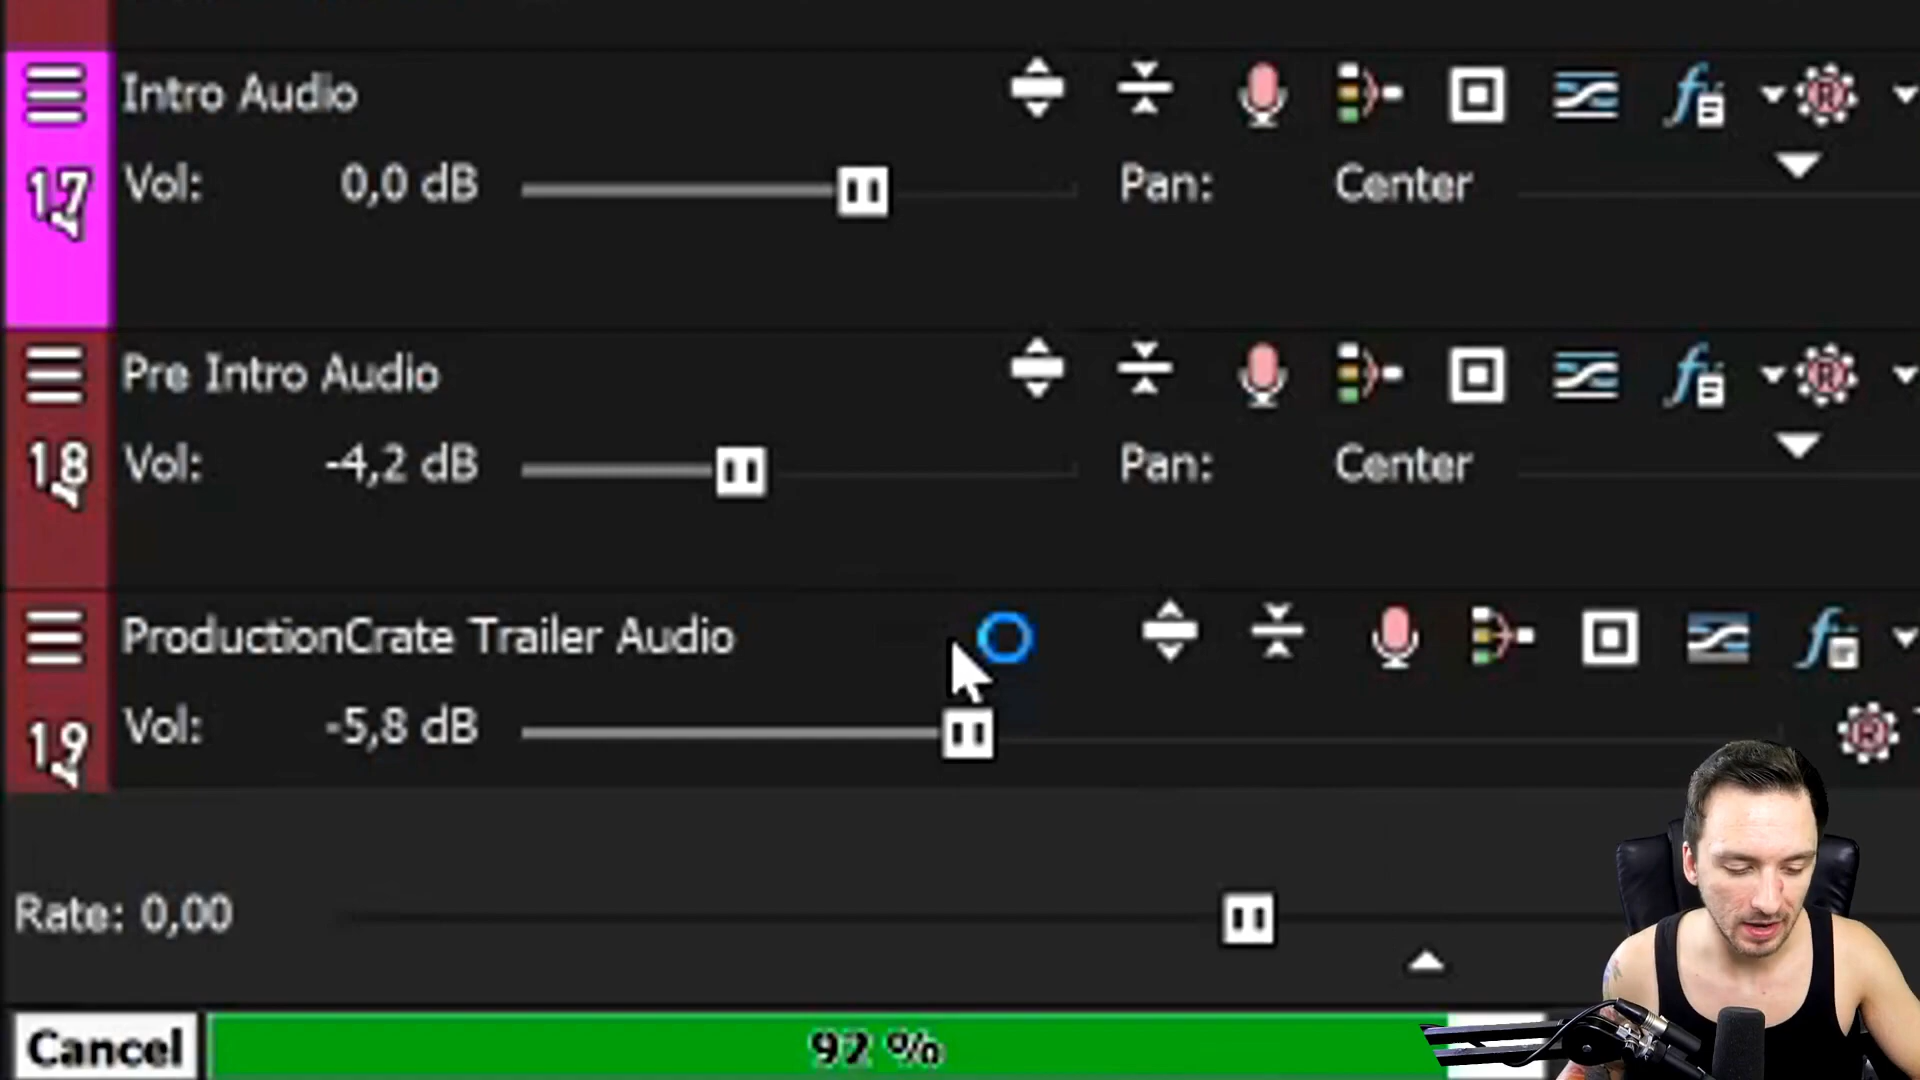 Intro Audio
17 Vol: 0,0 dB Pan: Center
Pre Intro Audio
18 Vol: -4,2 dB Pan: Center
ProductionCrate Trailer Audio
19 Vol: -5,8 dB
Rate: 0,00
Cancel 92 %